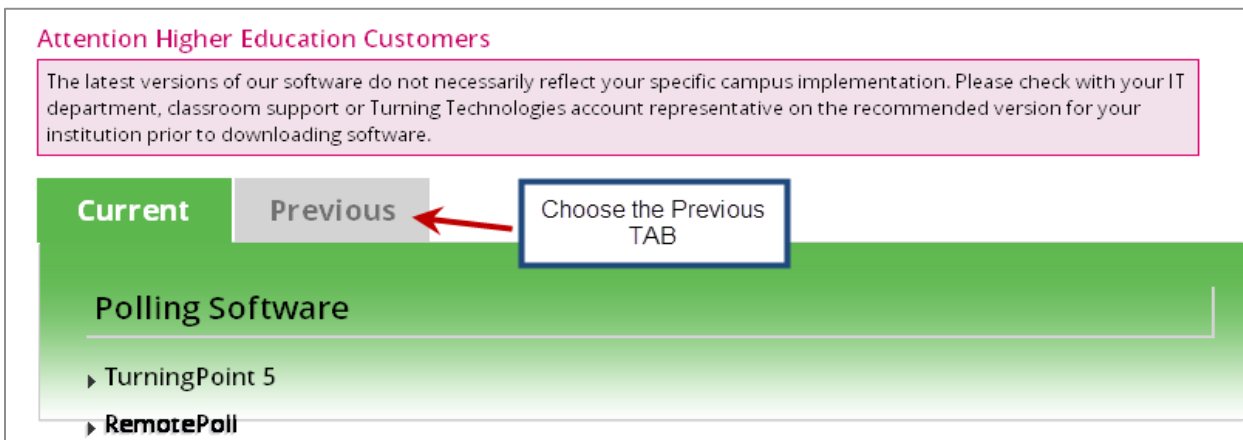 Attention Higher Education Customers
The latest versions of our software do not necessarily reflect your specific campus implementation. Please check with your IT
department, classroom support or Turning Technologies account representative on the recommended version for your
institution prior to downloading software.
Current Previous
Choose the Previous
TAB
Polling Software
TurningPoint 5
RemotePoll